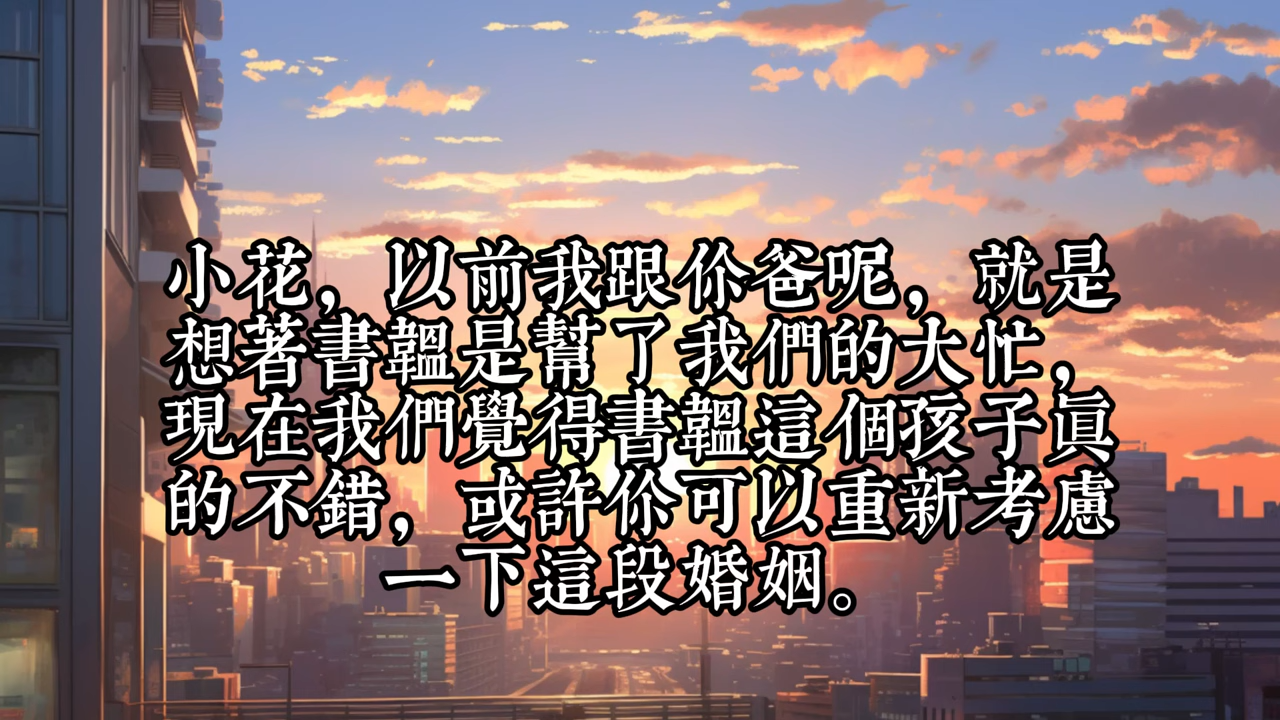 小花，以前我跟你爸呢，就是
想著書韞是幫了我們的大忙，
現在我們覺得書韞這個孩子真
的不錯，或許你可以重新考慮
一下這段婚姻。